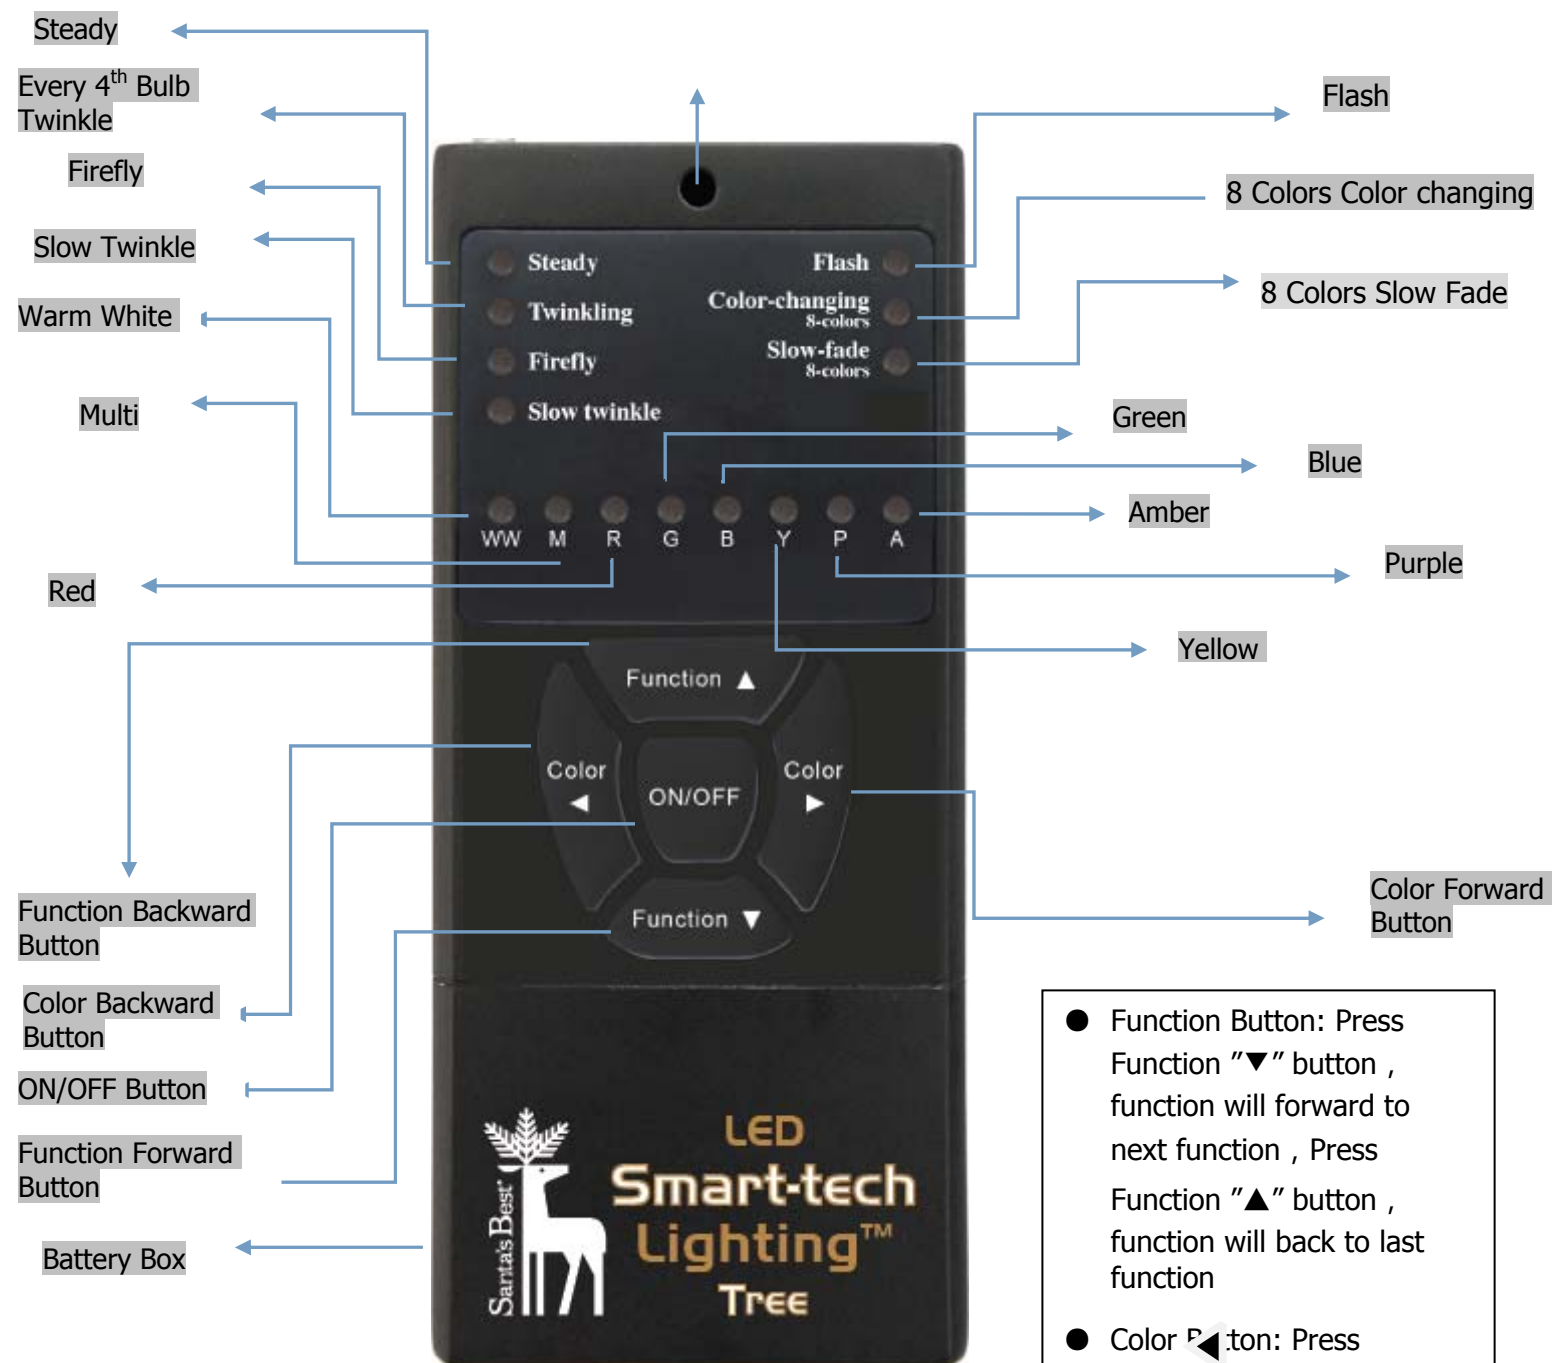 Steady
Every 4th Bulb
Twinkle
Firefly
Slow Twinkle
Warm White
Multi
Red
Function Backward
Button
Color Backward
Button
ON/OFF Button
Function Forward
Button
Battery Box
Steady
Twinkling
Firefly
Slow twinkle
Flash
Color-changing
8-colors
Slow-fade
8-colors
WW M R G B Y P A
Function ▲
Color
◀
ON/OFF
Color
▶
Function ▼
Santa's Best
LED
Smart-tech
Lighting™
Tree
Flash
8 Colors Color changing
8 Colors Slow Fade
Green
Blue
Amber
Purple
Yellow
Color Forward
Button
● Function Button: Press
Function "▼" button ,
function will forward to
next function , Press
Function "▲" button ,
function will back to last
function
● Color ◀ton: Press